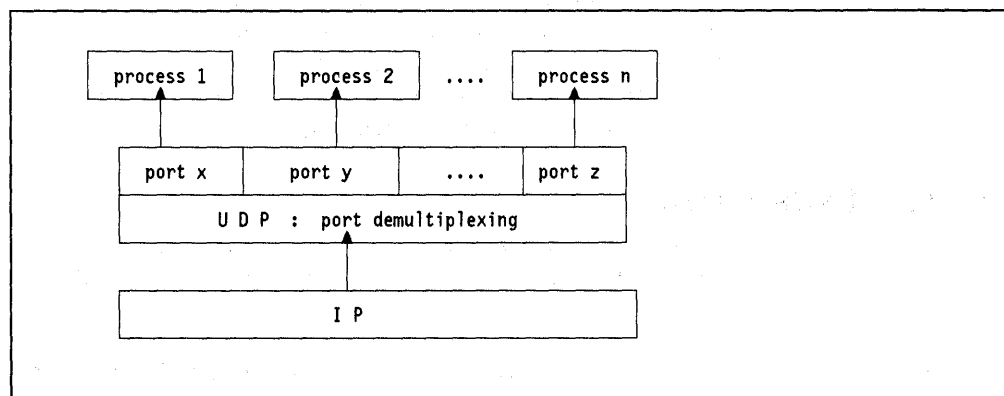 process 1 process 2 .... process n
port x port y .... port z
U D P : port demultiplexing
I P